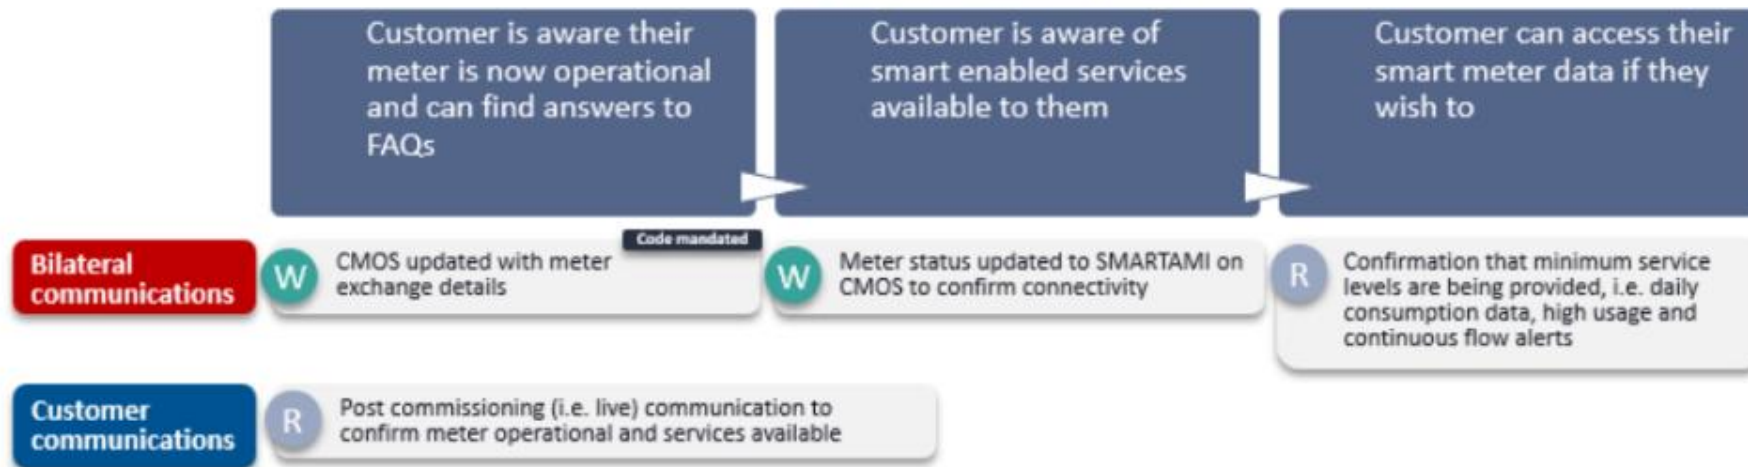 Customer is aware their
meter is now operational
and can find answers to
FAQs
Customer is aware of
smart enabled services
available to them
Customer can access their
smart meter data if they
wish to
Bilateral
communications
W
CMOS updated with meter
exchange details
Code mandated
W
Meter status updated to SMARTAMI on
CMOS to confirm connectivity
R
Confirmation that minimum service
levels are being provided, i.e. daily
consumption data, high usage and
continuous flow alerts
Customer
communications
R
Post commissioning (i.e. live) communication to
confirm meter operational and services available